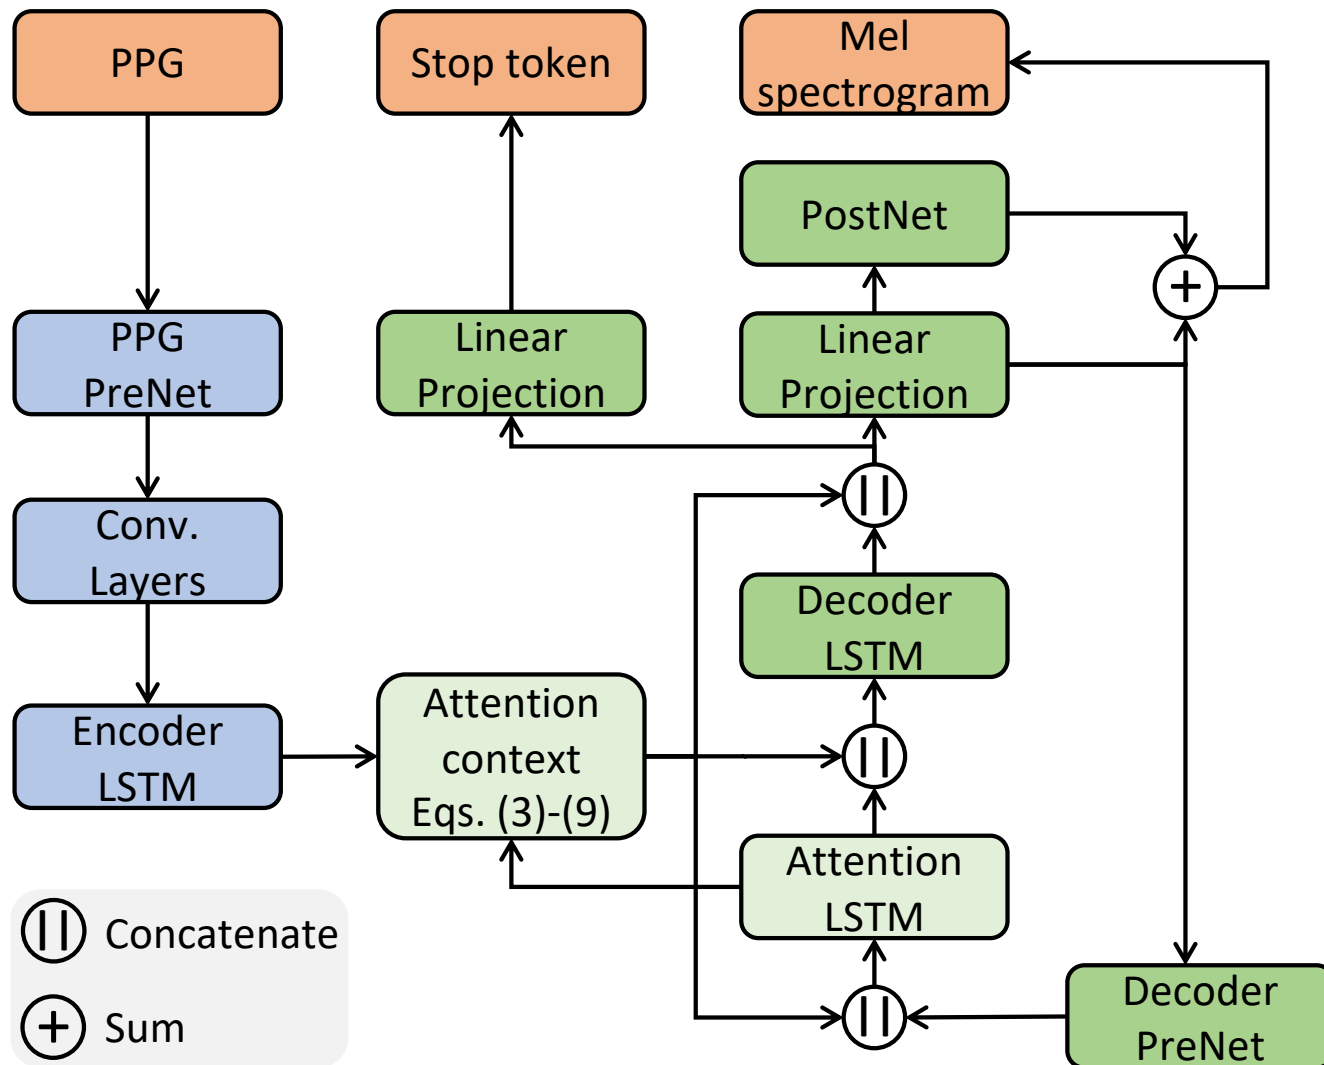 PPG
Stop token
Mel
spectrogram
PostNet
+
PPG
PreNet
Linear
Projection
Linear
Projection
||
Conv.
Layers
Decoder
LSTM
Encoder
LSTM
Attention
context
Eqs. (3)-(9)
||
Attention
LSTM
|| Concatenate
+ Sum
||
Decoder
PreNet